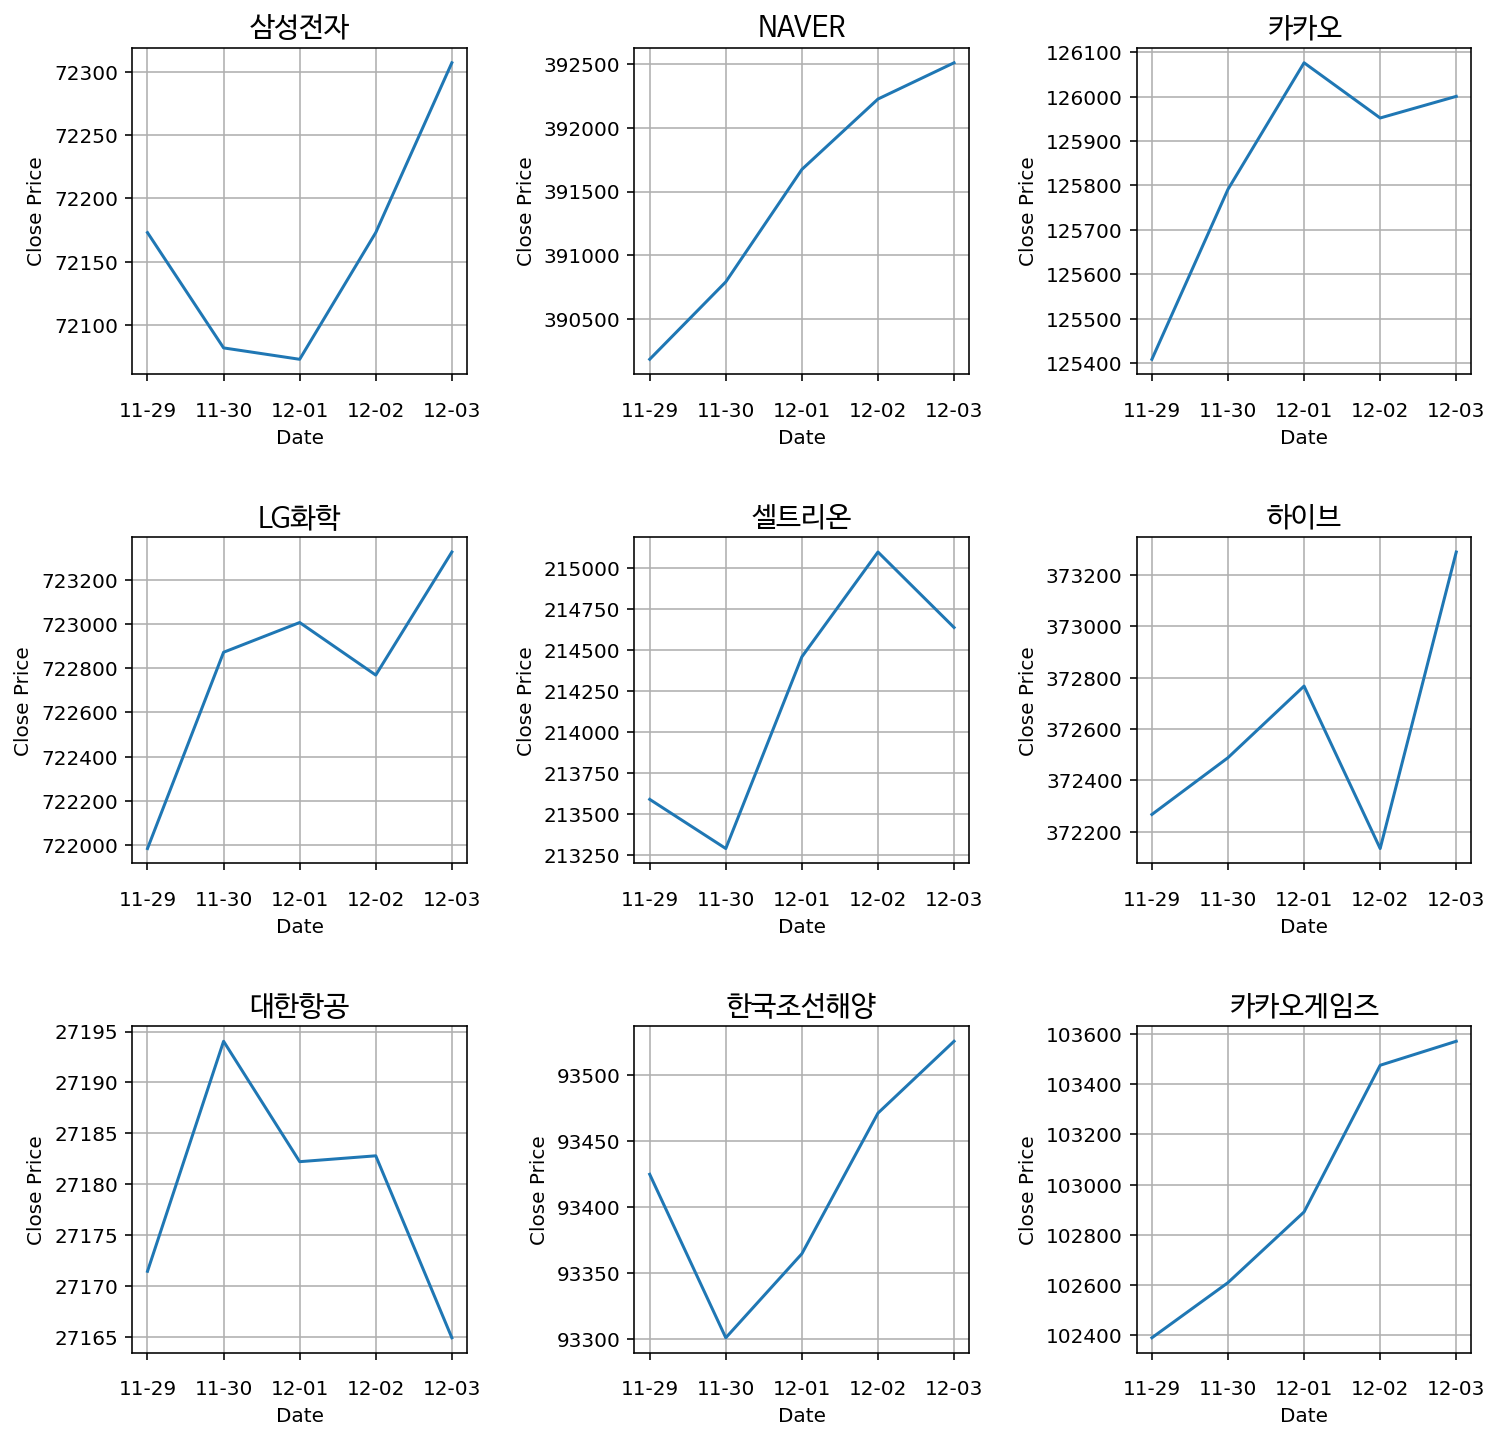 삼성전자
72300
72250
72200
72150
72100
Close Price
11-29 11-30 12-01 12-02 12-03
Date
NAVER
392500
392000
391500
391000
390500
Close Price
11-29 11-30 12-01 12-02 12-03
Date
카카오
126100
126000
125900
125800
125700
125600
125500
125400
Close Price
11-29 11-30 12-01 12-02 12-03
Date
LG화학
723200
723000
722800
722600
722400
722200
722000
Close Price
11-29 11-30 12-01 12-02 12-03
Date
셀트리온
215000
214750
214500
214250
214000
213750
213500
213250
Close Price
11-29 11-30 12-01 12-02 12-03
Date
하이브
373200
373000
372800
372600
372400
372200
Close Price
11-29 11-30 12-01 12-02 12-03
Date
대한항공
27195
27190
27185
27180
27175
27170
27165
Close Price
11-29 11-30 12-01 12-02 12-03
Date
한국조선해양
93500
93450
93400
93350
93300
Close Price
11-29 11-30 12-01 12-02 12-03
Date
카카오게임즈
103600
103400
103200
103000
102800
102600
102400
Close Price
11-29 11-30 12-01 12-02 12-03
Date